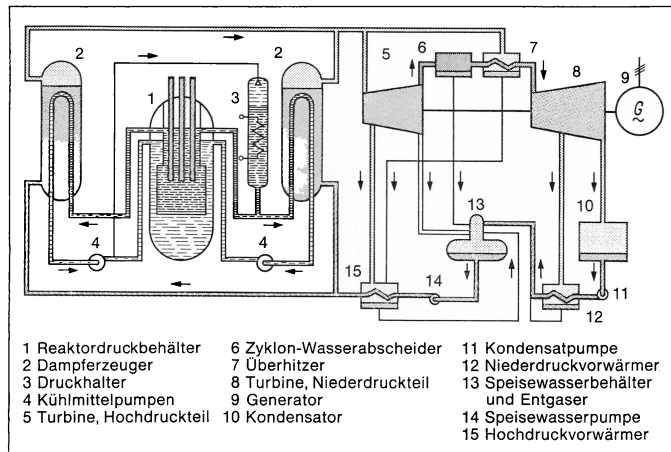 2
1
3
2
5
6
7
8
9
G
~
4
4
10
13
15
14
11
12
1 Reaktordruckbehälter
2 Dampferzeuger
3 Druckhalter
4 Kühlmittelpumpen
5 Turbine, Hochdruckteil
6 Zyklon-Wasserabscheider
7 Überhitzer
8 Turbine, Niederdruckteil
9 Generator
10 Kondensator
11 Kondensatpumpe
12 Niederdruckvorwärmer
13 Speisewasserbehälter
und Entgaser
14 Speisewasserpumpe
15 Hochdruckvorwärmer